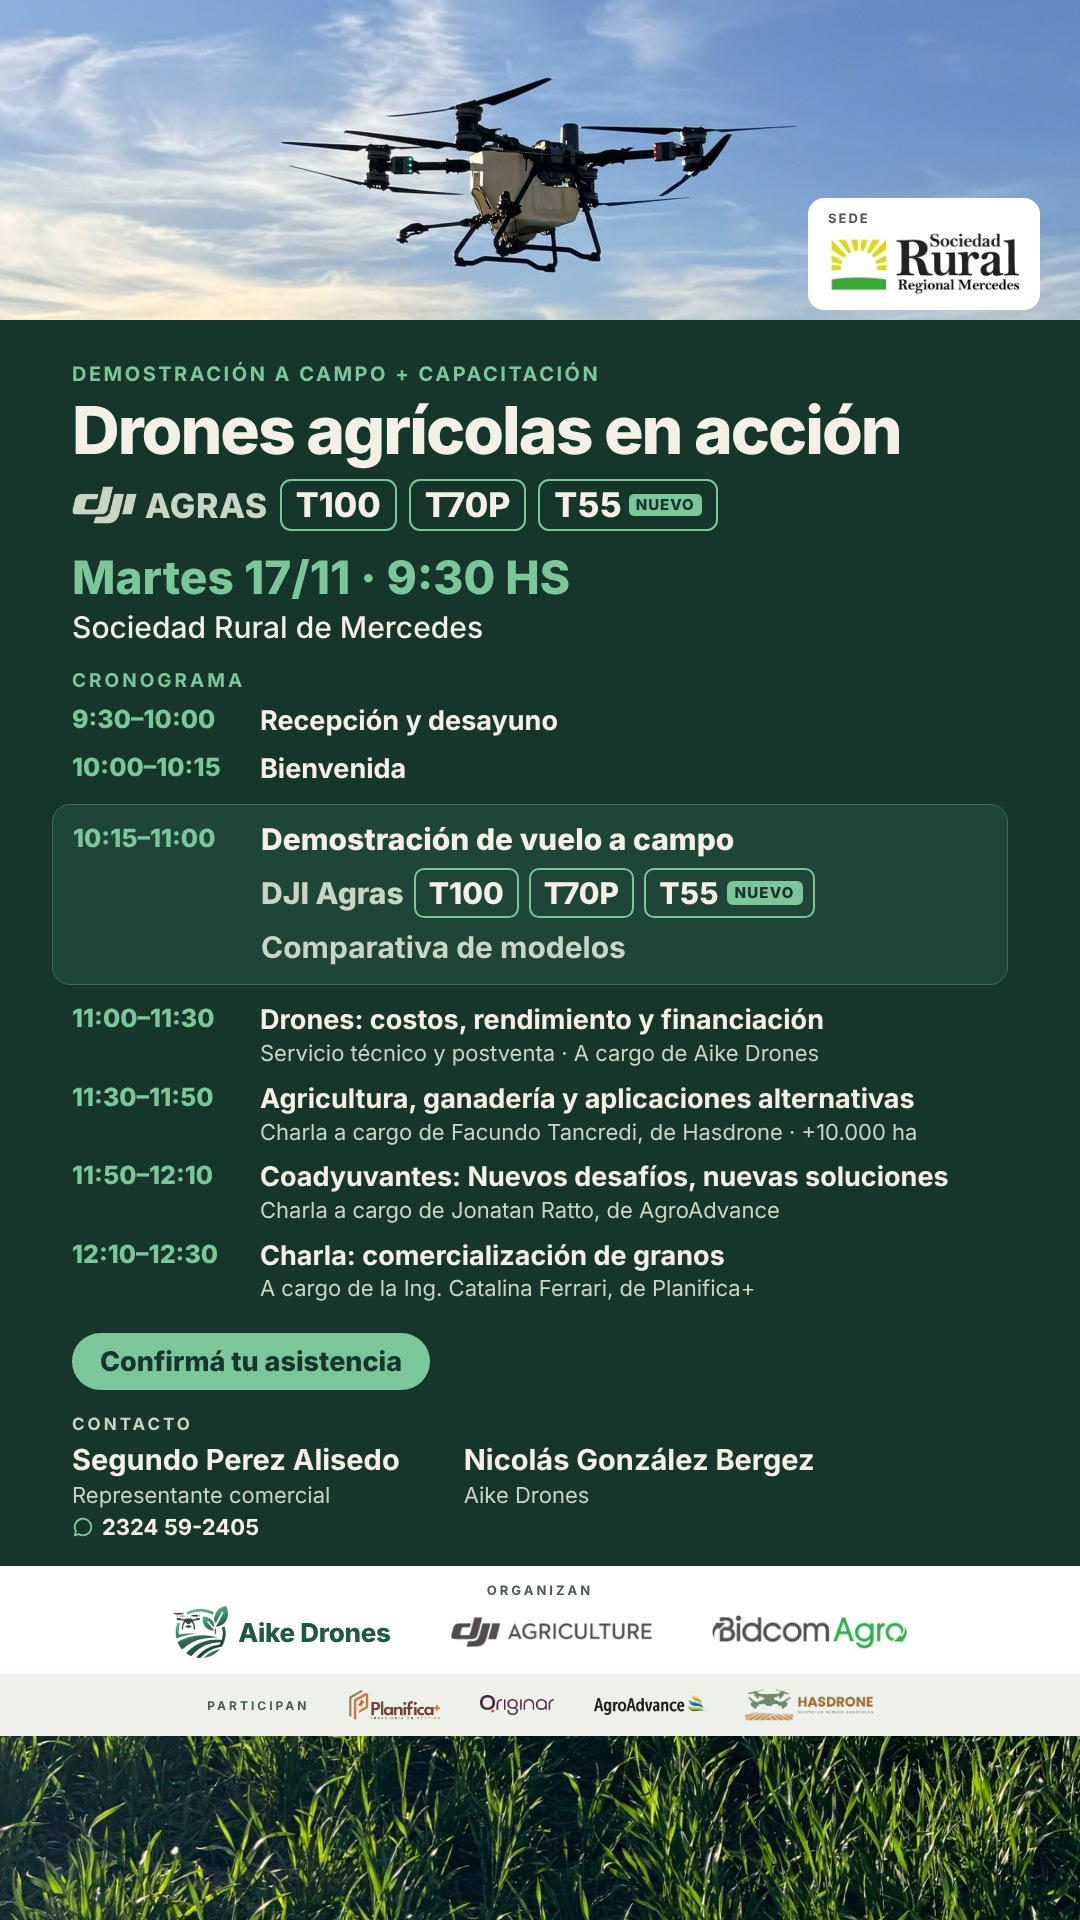 SEDE
Sociedad
Rural
Regional Mercedes
DEMOSTRACIÓN A CAMPO + CAPACITACIÓN
Drones agrícolas en acción
dji AGRAS T100 T70P T55 NUEVO
Martes 17/11 · 9:30 HS
Sociedad Rural de Mercedes
CRONOGRAMA
9:30–10:00 Recepción y desayuno
10:00–10:15 Bienvenida
10:15–11:00 Demostración de vuelo a campo
DJI Agras T100 T70P T55 NUEVO
Comparativa de modelos
11:00–11:30 Drones: costos, rendimiento y financiación
Servicio técnico y postventa · A cargo de Aike Drones
11:30–11:50 Agricultura, ganadería y aplicaciones alternativas
Charla a cargo de Facundo Tancredi, de Hasdrone · +10.000 ha
11:50–12:10 Coadyuvantes: Nuevos desafíos, nuevas soluciones
Charla a cargo de Jonatan Ratto, de AgroAdvance
12:10–12:30 Charla: comercialización de granos
A cargo de la Ing. Catalina Ferrari, de Planifica+
Confirmá tu asistencia
CONTACTO
Segundo Perez Alisedo Nicolás González Bergez
Representante comercial Aike Drones
2324 59-2405
ORGANIZAN
Aike Drones dji AGRICULTURE Bidcom Agro
PARTICIPAN Planifica+ Originar AgroAdvance HASDRONE